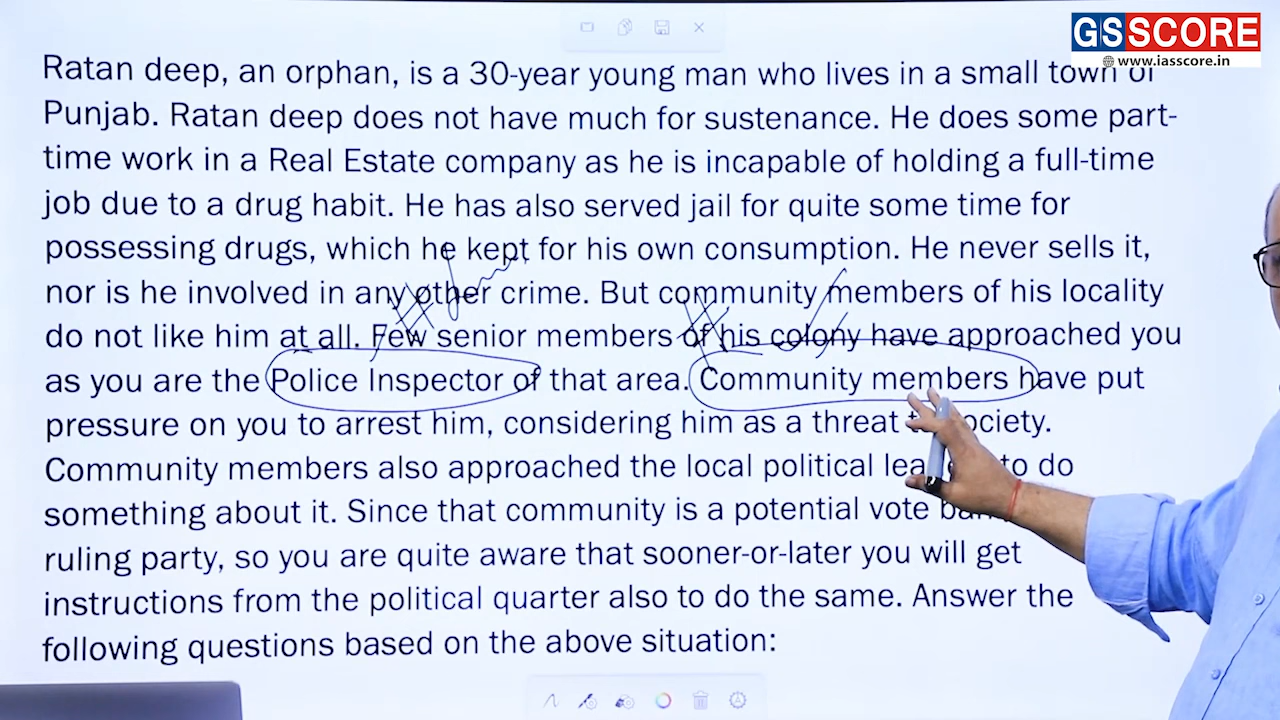 GSSCORE
www.iasscore.in
Ratan deep, an orphan, is a 30-year young man who lives in a small town of
Punjab. Ratan deep does not have much for sustenance. He does some part-
time work in a Real Estate company as he is incapable of holding a full-time
job due to a drug habit. He has also served jail for quite some time for
possessing drugs, which he kept for his own consumption. He never sells it,
nor is he involved in any other crime. But community members of his locality
do not like him at all. Few senior members of his colony have approached you
as you are the Police Inspector of that area. Community members have put
pressure on you to arrest him, considering him as a threat society.
Community members also approached the local political to do
something about it. Since that community is a potential vote
ruling party, so you are quite aware that sooner-or-later you will get
instructions from the political quarter also to do the same. Answer the
following questions based on the above situation: